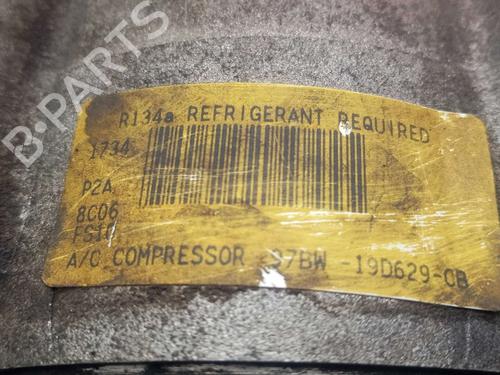 B-PARTS
R134a REFRIGERANT REQUIRED
1734
P2A
8C06
FS10
A/C COMPRESSOR 97BW -19D629-CB